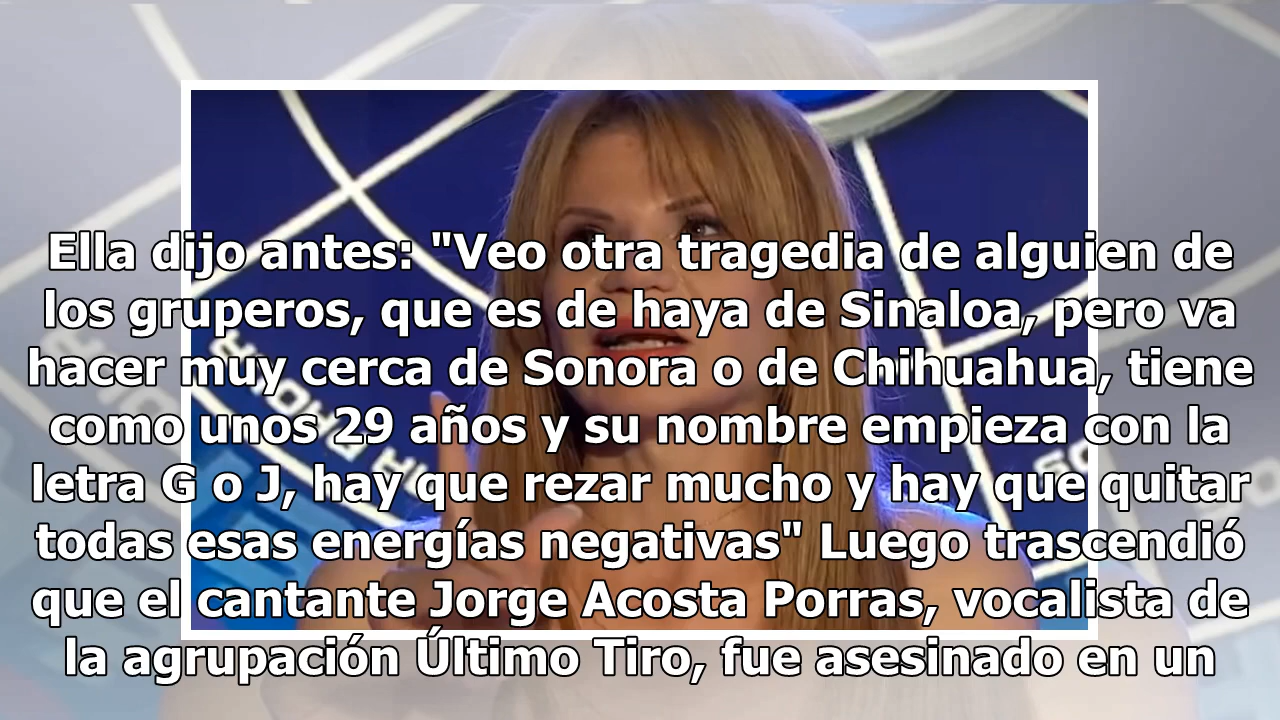 Ella dijo antes: "Veo otra tragedia de alguien de
los gruperos, que es de haya de Sinaloa, pero va
hacer muy cerca de Sonora o de Chihuahua, tiene
como unos 29 años y su nombre empieza con la
letra G o J, hay que rezar mucho y hay que quitar
todas esas energías negativas" Luego trascendió
que el cantante Jorge Acosta Porras, vocalista de
la agrupación Último Tiro, fue asesinado en un